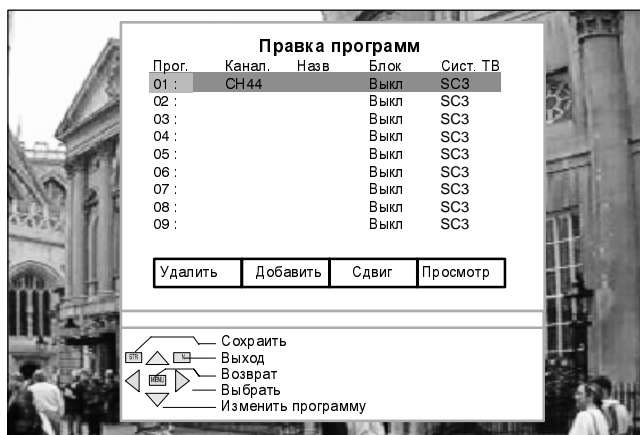 Правка программ
Прог. Канал. Назв Блок Сист. ТВ
01 : CH44 Выкл SC3
02 : Выкл SC3
03 : Выкл SC3
04 : Выкл SC3
05 : Выкл SC3
06 : Выкл SC3
07 : Выкл SC3
08 : Выкл SC3
09 : Выкл SC3
Удалить Добавить Сдвиг Просмотр
Сохраить
STR N Выход
MENU Возврат
Выбрать
Изменить программу